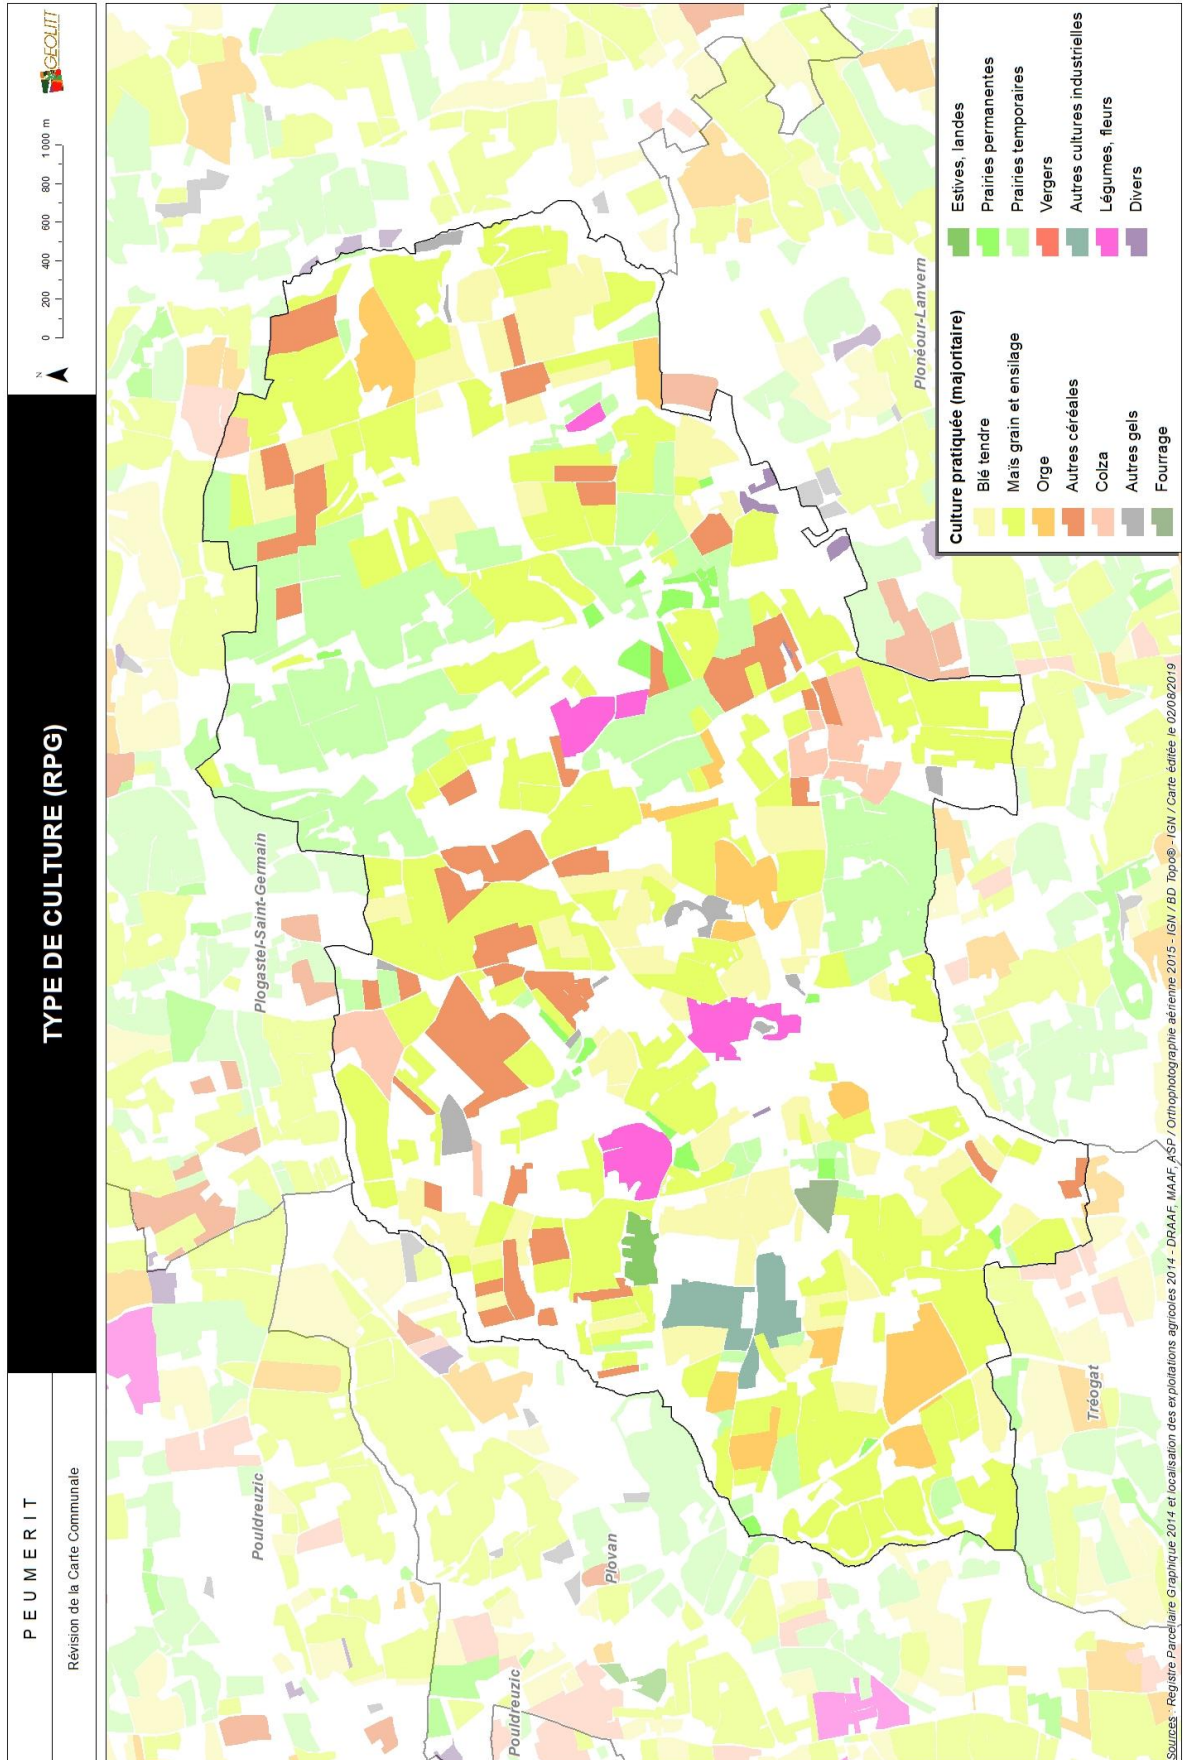 PEUMERIT
Révision de la Carte Communale
TYPE DE CULTURE (RPG)
N
0 200 400 600 800 1 000 m
GEOLITT
Pouldreuzic
Plogastel-Saint-Germain
Pouldreuzic
Plovan
Plonéour-Lanvern
Tréogat
Culture pratiquée (majoritaire)
Blé tendre
Maïs grain et ensilage
Orge
Autres céréales
Colza
Autres gels
Fourrage
Estives, landes
Prairies permanentes
Prairies temporaires
Vergers
Autres cultures industrielles
Légumes, fleurs
Divers
Sources : Registre Parcellaire Graphique 2014 et localisation des exploitations agricoles 2014 - DRAAF, MAAF, ASP / Orthophotographie aérienne 2015 - IGN / BD Topo® - IGN / Carte éditée le 02/08/2019